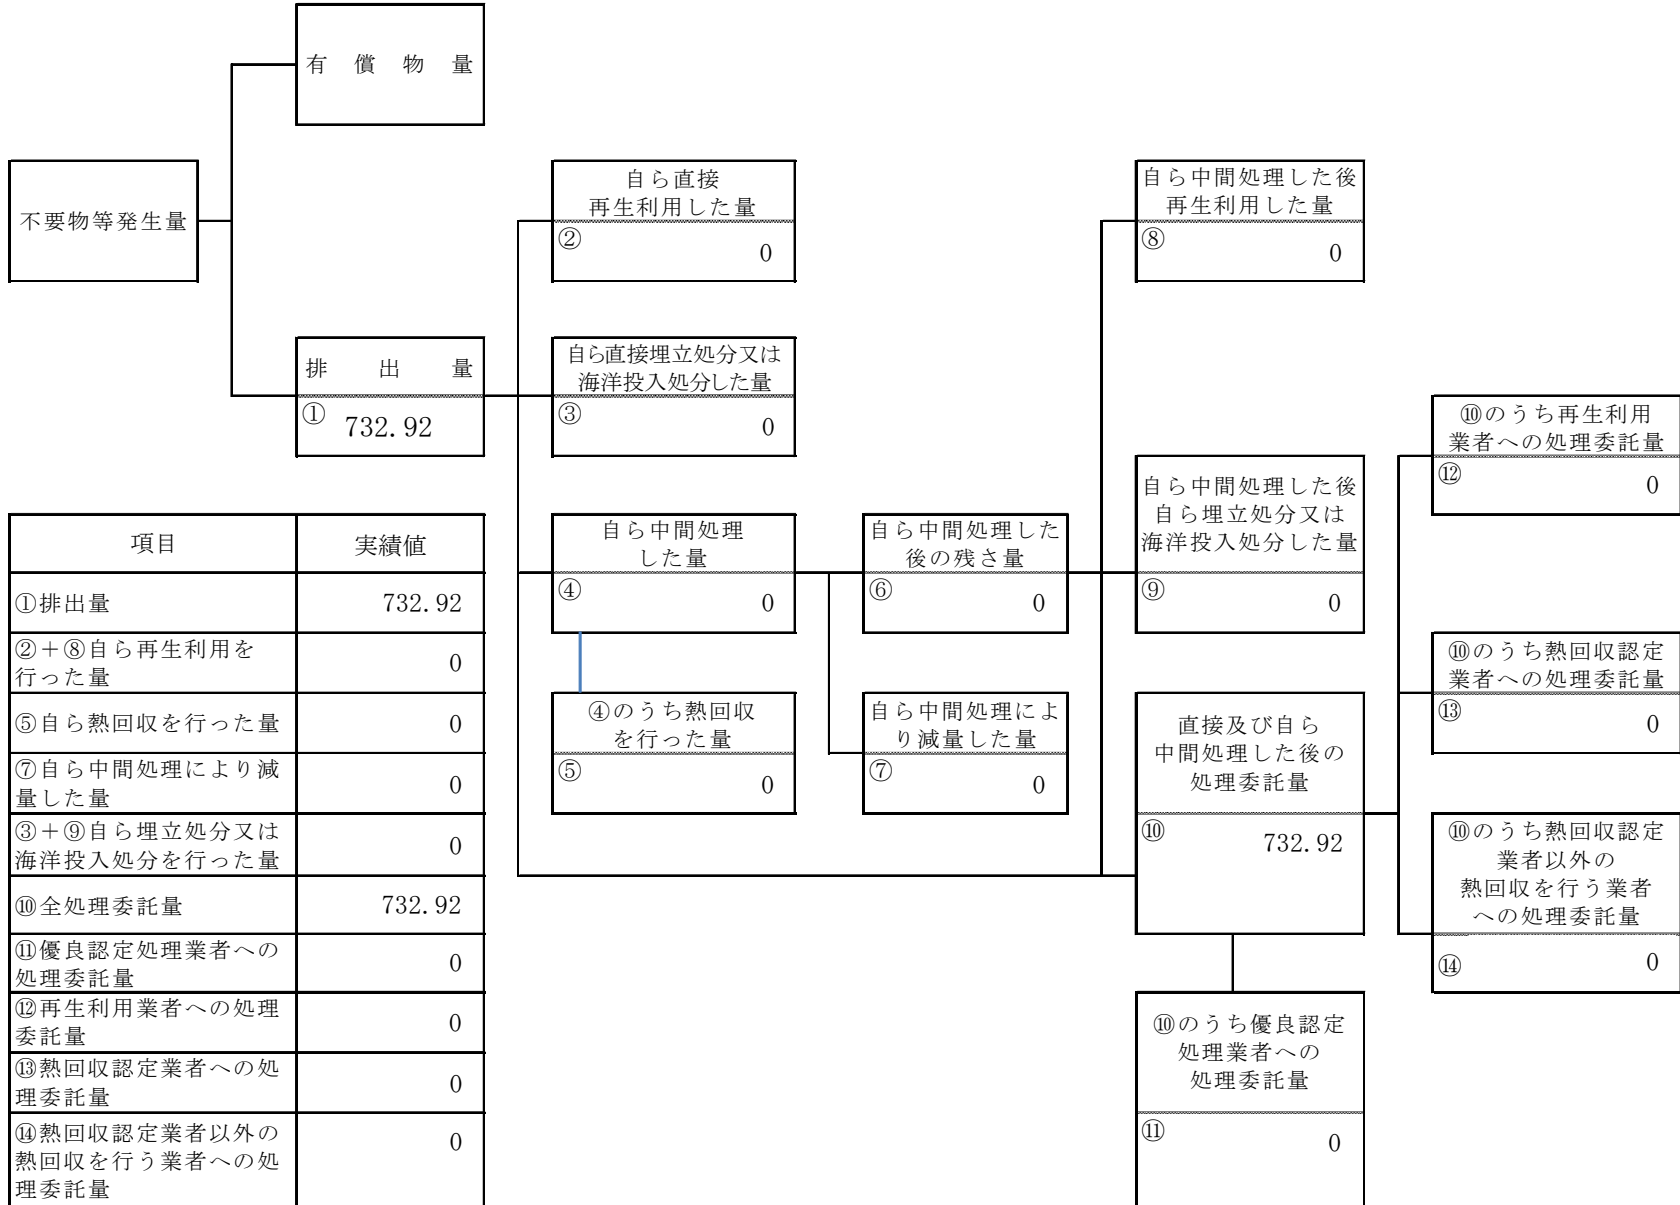 有償物量
不要物等発生量
排出量
① 732.92
自ら直接
再生利用した量
② 0
自ら直接埋立処分又は
海洋投入処分した量
③ 0
自ら中間処理
した量
④ 0
④のうち熱回収
を行った量
⑤ 0
自ら中間処理した
後の残さ量
⑥ 0
自ら中間処理によ
り減量した量
⑦ 0
自ら中間処理した後
再生利用した量
⑧ 0
自ら中間処理した後
自ら埋立処分又は
海洋投入処分した量
⑨ 0
直接及び自ら
中間処理した後の
処理委託量
⑩ 732.92
⑩のうち優良認定
処理業者への
処理委託量
⑪ 0
⑩のうち再生利用
業者への処理委託量
⑫ 0
⑩のうち熱回収認定
業者への処理委託量
⑬ 0
⑩のうち熱回収認定
業者以外の
熱回収を行う業者
への処理委託量
⑭ 0
項目 実績値
①排出量 732.92
②+⑧自ら再生利用を
行った量 0
⑤自ら熱回収を行った量 0
⑦自ら中間処理により減
量した量 0
③+⑨自ら埋立処分又は
海洋投入処分を行った量 0
⑩全処理委託量 732.92
⑪優良認定処理業者への
処理委託量 0
⑫再生利用業者への処理
委託量 0
⑬熱回収認定業者への処
理委託量 0
⑭熱回収認定業者以外の
熱回収を行う業者への処
理委託量 0